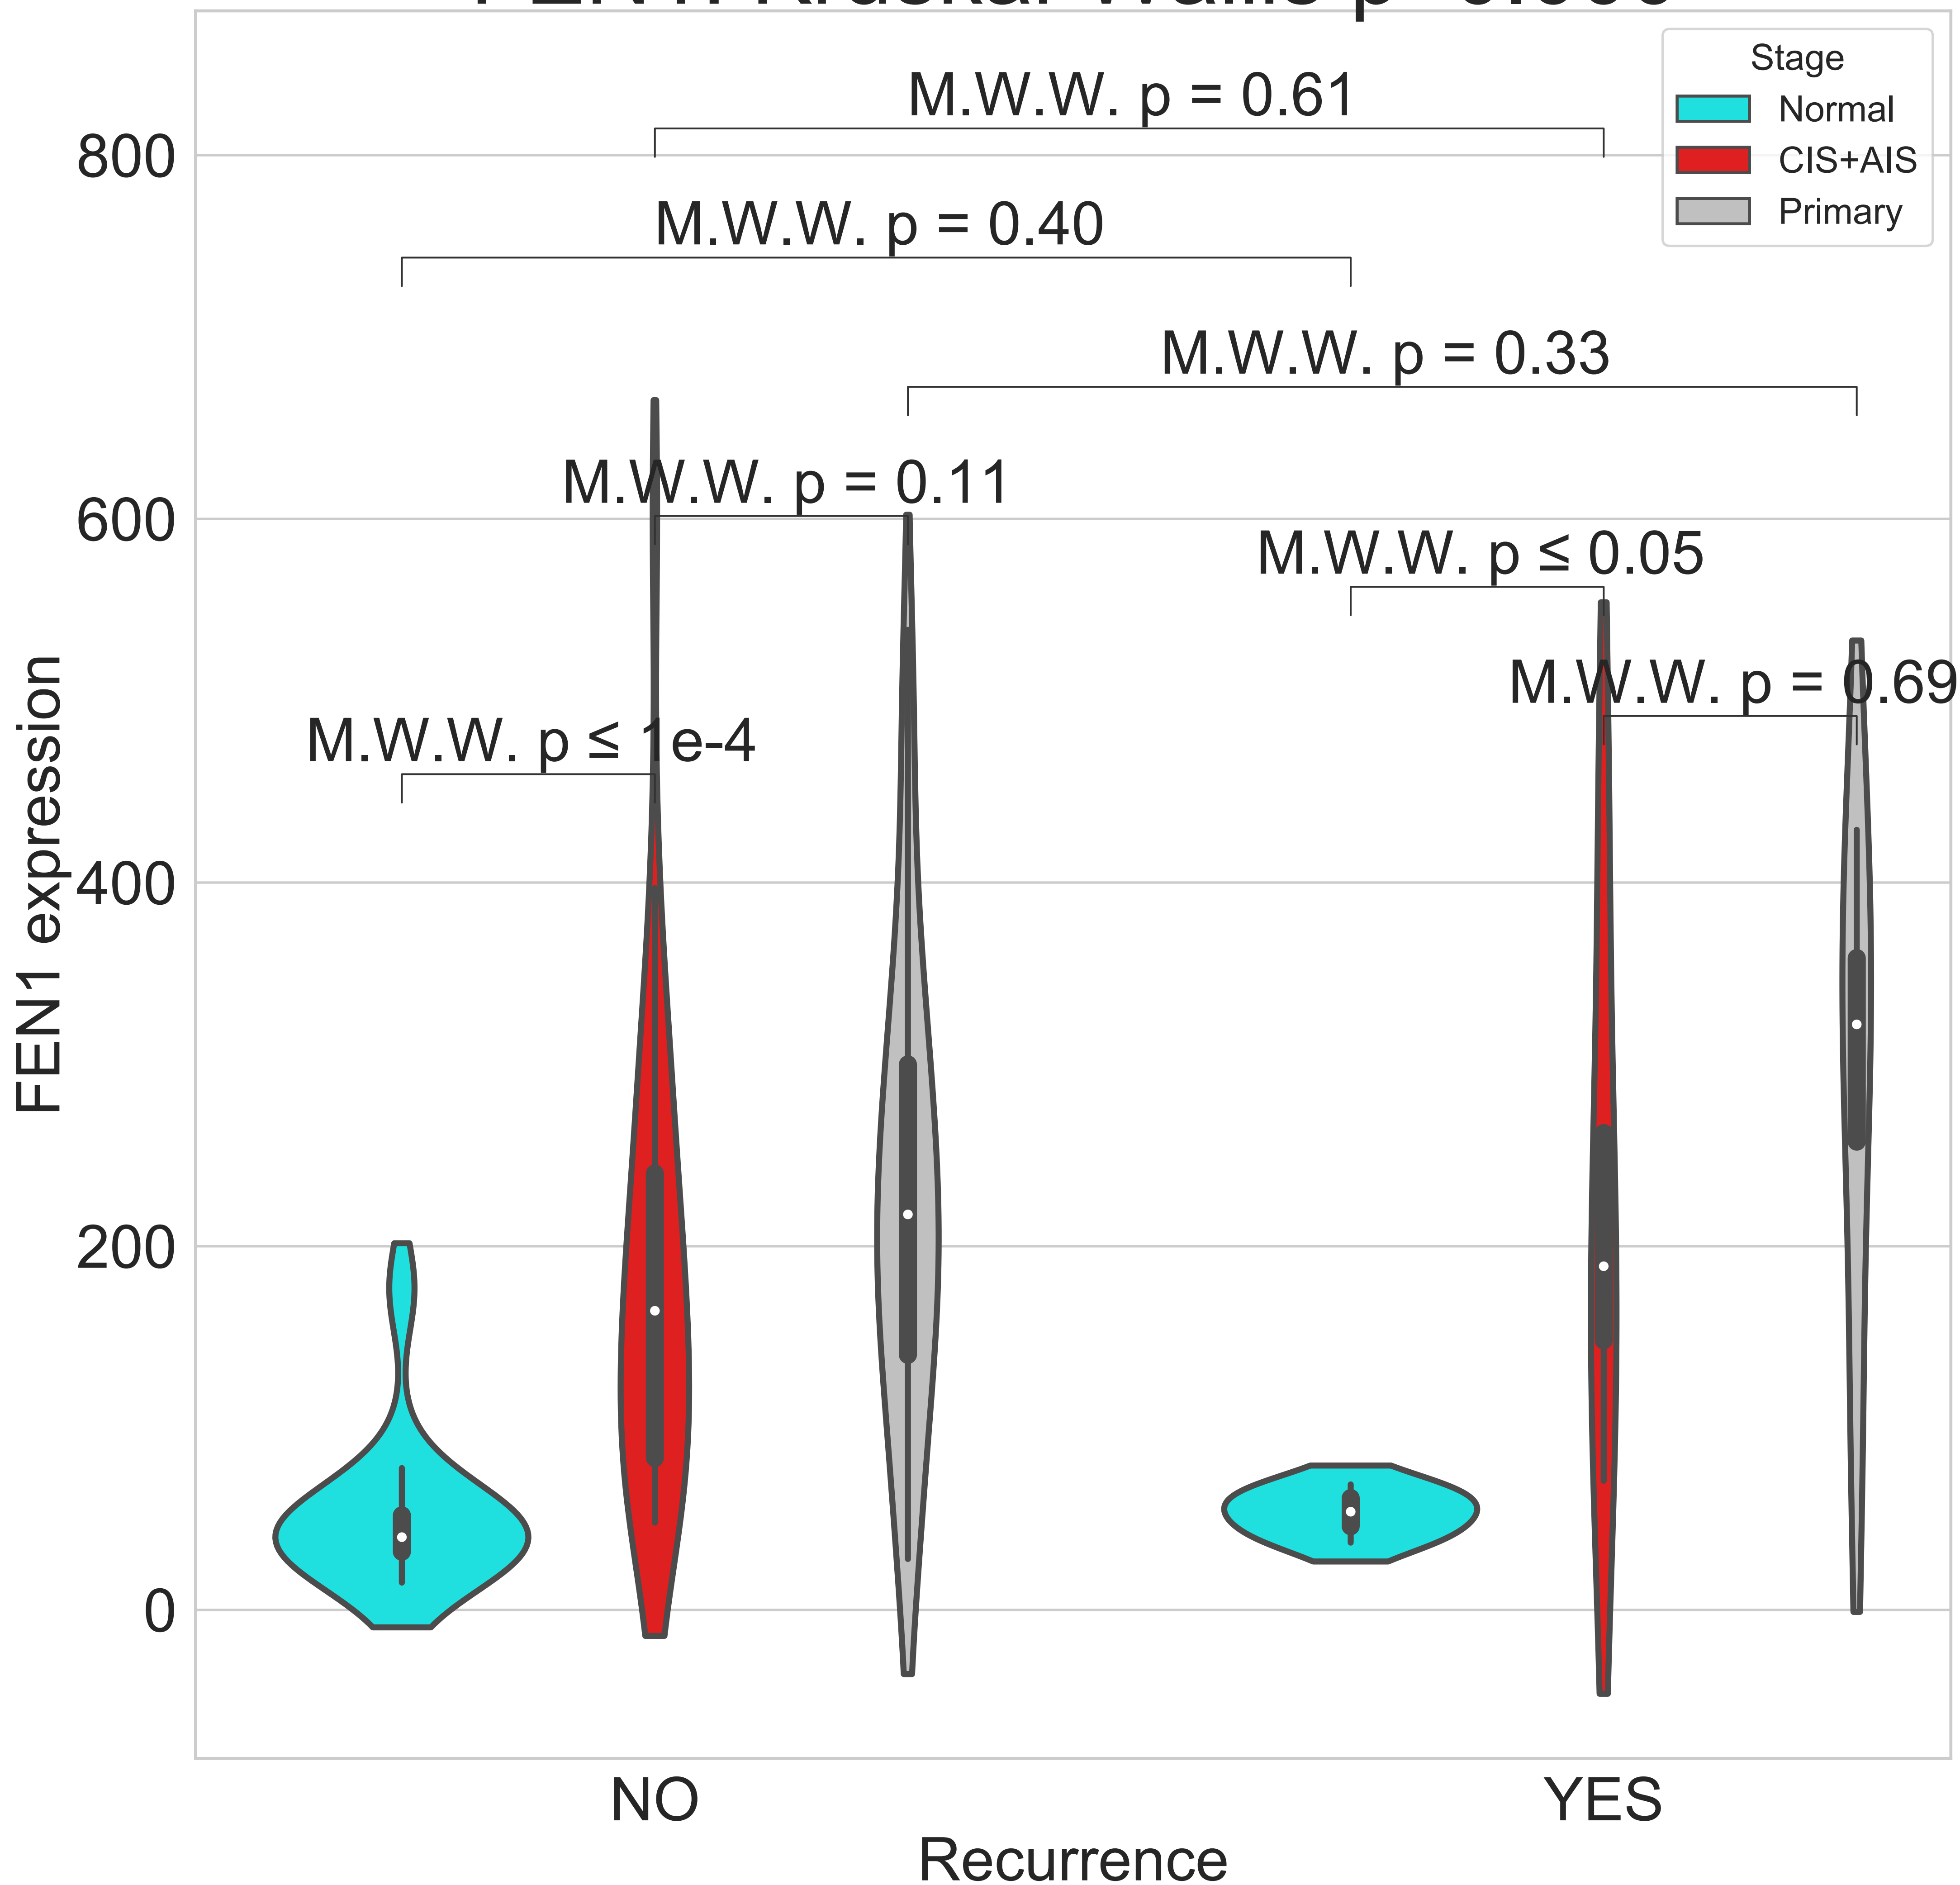 Stage
Normal
CIS+AIS
Primary
M.W.W. p = 0.61
M.W.W. p = 0.40
M.W.W. p = 0.33
M.W.W. p = 0.11
M.W.W. p ≤ 0.05
M.W.W. p = 0.69
M.W.W. p ≤ 1e-4
800
600
400
200
0
FEN1 expression
NO
YES
Recurrence